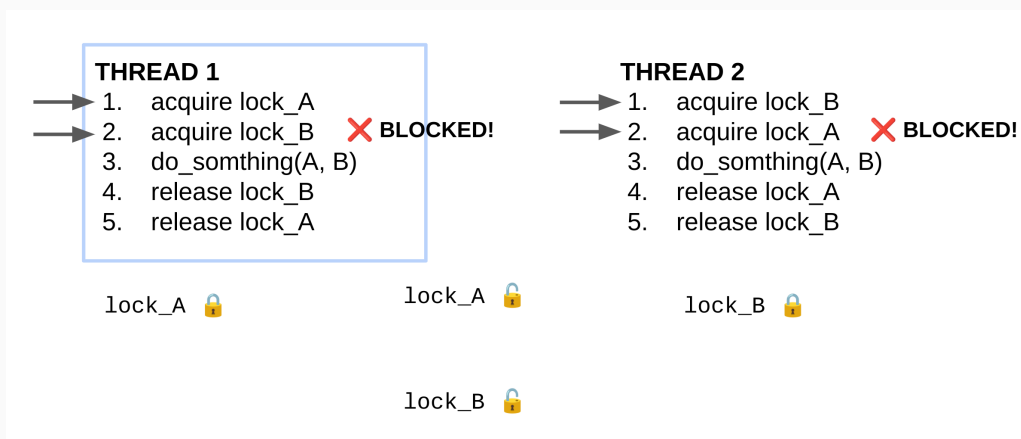 THREAD 1
1. acquire lock_A
2. acquire lock_B ❌ BLOCKED!
3. do_somthing(A, B)
4. release lock_B
5. release lock_A
THREAD 2
1. acquire lock_B
2. acquire lock_A ❌ BLOCKED!
3. do_somthing(A, B)
4. release lock_A
5. release lock_B
lock_A 🔒
lock_A 🔓
lock_B 🔒
lock_B 🔓